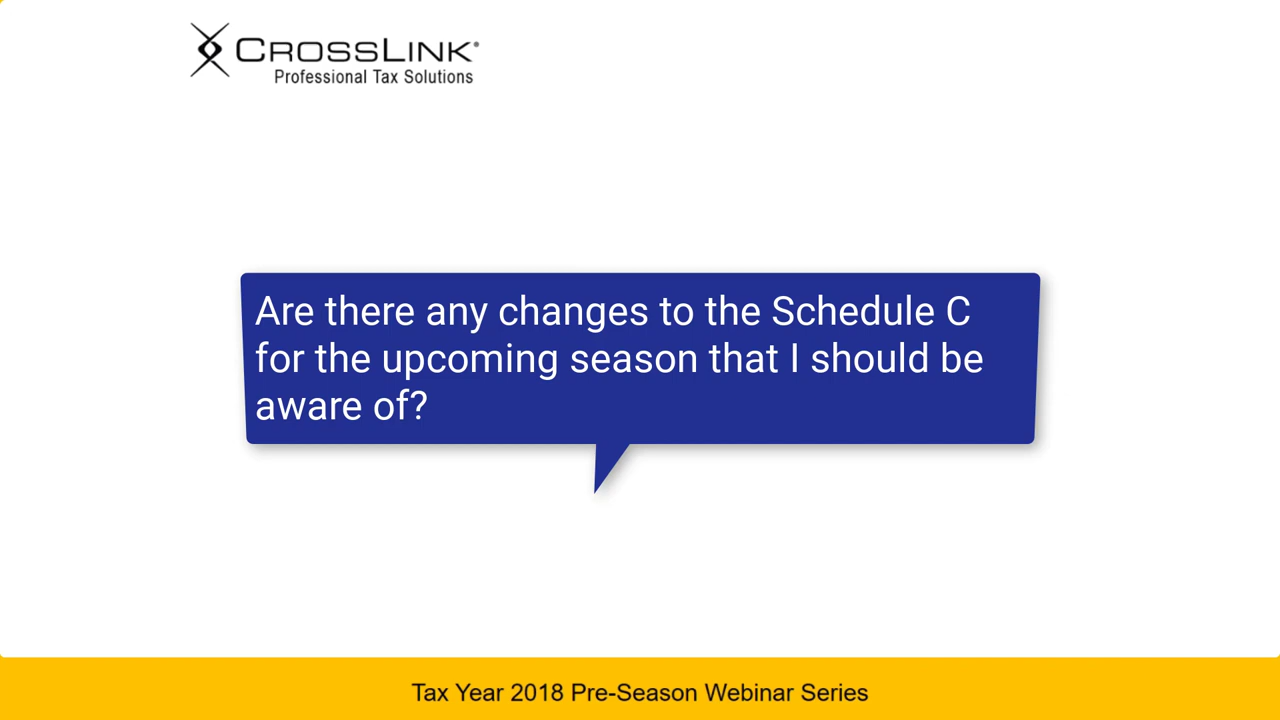 CROSSLINK®
Professional Tax Solutions
Are there any changes to the Schedule C
for the upcoming season that I should be
aware of?
Tax Year 2018 Pre-Season Webinar Series